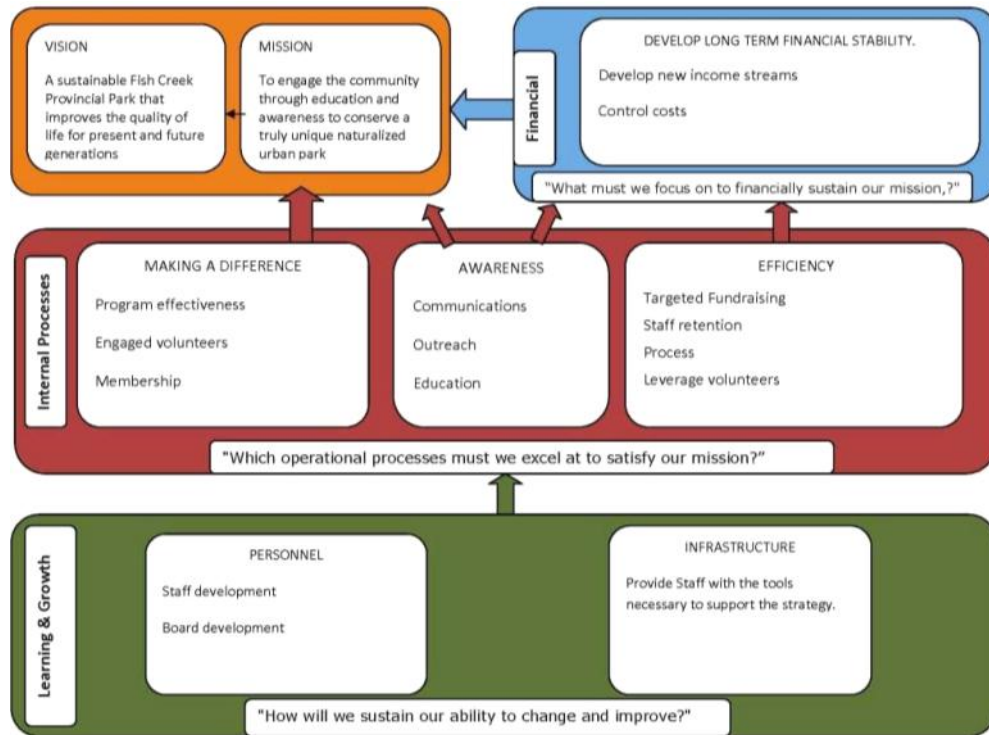 VISION
A sustainable Fish Creek
Provincial Park that
improves the quality of
life for present and future
generations
MISSION
To engage the community
through education and
awareness to conserve a
truly unique naturalized
urban park
Financial
DEVELOP LONG TERM FINANCIAL STABILITY.
Develop new income streams
Control costs
"What must we focus on to financially sustain our mission,?"
Internal Processes
MAKING A DIFFERENCE
Program effectiveness
Engaged volunteers
Membership
AWARENESS
Communications
Outreach
Education
EFFICIENCY
Targeted Fundraising
Staff retention
Process
Leverage volunteers
"Which operational processes must we excel at to satisfy our mission?"
Learning & Growth
PERSONNEL
Staff development
Board development
INFRASTRUCTURE
Provide Staff with the tools
necessary to support the strategy.
"How will we sustain our ability to change and improve?"